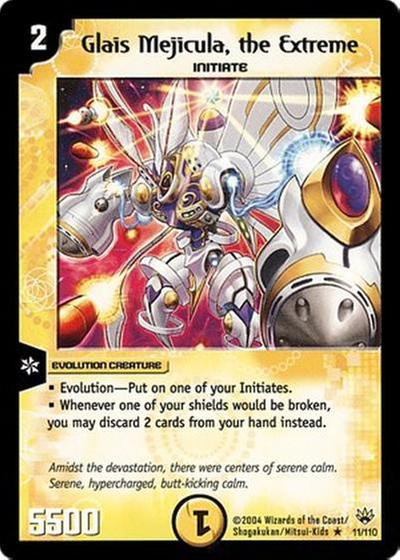 2
Glais Mejicula, the Extreme
INITIATE
EVOLUTION CREATURE
▪ Evolution—Put on one of your Initiates.
▪ Whenever one of your shields would be broken,
you may discard 2 cards from your hand instead.
Amidst the devastation, there were centers of serene calm.
Serene, hypercharged, butt-kicking calm.
5500
1
©2004 Wizards of the Coast/
Shogakukan/Mitsui-Kids ★ 11/110